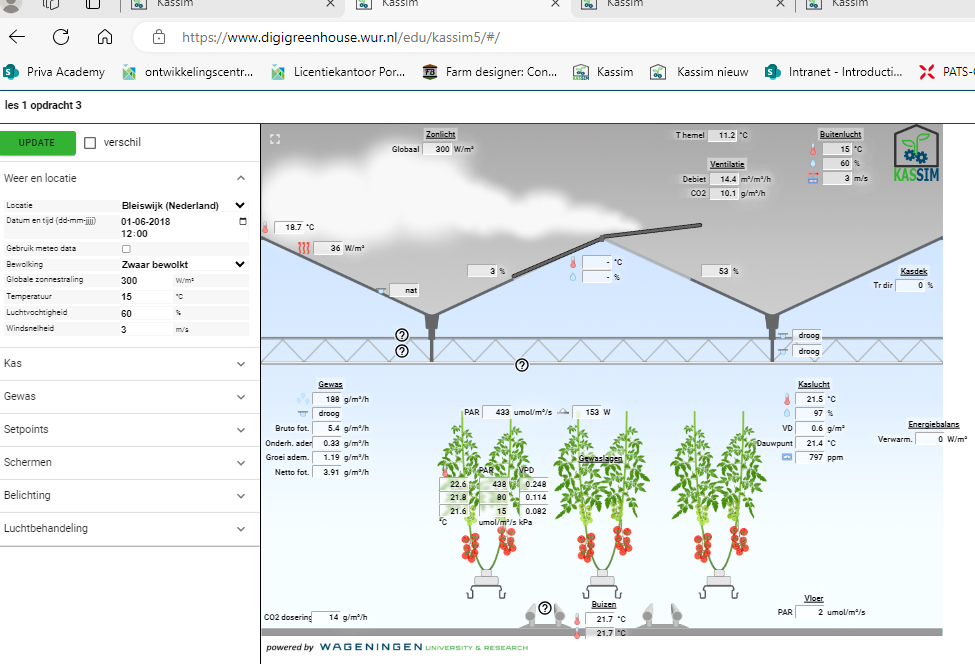 Kassim Kassim Kassim Kassim
https://www.digigreenhouse.wur.nl/edu/kassim5/#/
Priva Academy ontwikkelingscentr... Licentiekantoor Por... Farm designer: Con... Kassim Kassim nieuw Intranet - Introducti... PATS-
les 1 opdracht 3
UPDATE verschil
Weer en locatie
Locatie Bleiswijk (Nederland)
Datum en tijd (dd-mm-jjjj) 01-06-2018
12:00
Gebruik meteo data
Bewolking Zwaar bewolkt
Globale zonnestraling 300 W/m²
Temperatuur 15 °C
Luchtvochtigheid 60 %
Windsnelheid 3 m/s
Kas
Gewas
Setpoints
Schermen
Belichting
Luchtbehandeling
Zonlicht
Globaal 300 W/m²
T hemel 11.2 °C
Ventilatie
Debiet 14.4 m³/m²/h
CO2 10.1 g/m²/h
Buitenlucht
15 °C
60 %
3 m/s
KASSIM
18.7 °C
36 W/m²
3 %
- °C
- %
53 %
nat
Kasdek
Tr dir 0 %
?
?
?
droog
droog
Gewas
188 g/m²/h
droog
Bruto fot. 5.4 g/m²/h
Onderh. adem 0.33 g/m²/h
Groei adem. 1.19 g/m²/h
Netto fot. 3.91 g/m²/h
PAR 433 umol/m²/s 153 W
Gewaslagen
PAR VPD
22.6 438 0.248
21.8 80 0.114
21.6 15 0.082
°C umol/m²/s kPa
Kaslucht
21.5 °C
97 %
VD 0.6 g/m³
Dauwpunt 21.4 °C
797 ppm
Energiebalans
Verwarm. 0 W/m²
CO2 dosering 14 g/m²/h
?
Buizen
21.7 °C
21.7 °C
Vloer
PAR 2 umol/m²/s
powered by WAGENINGEN UNIVERSITY & RESEARCH